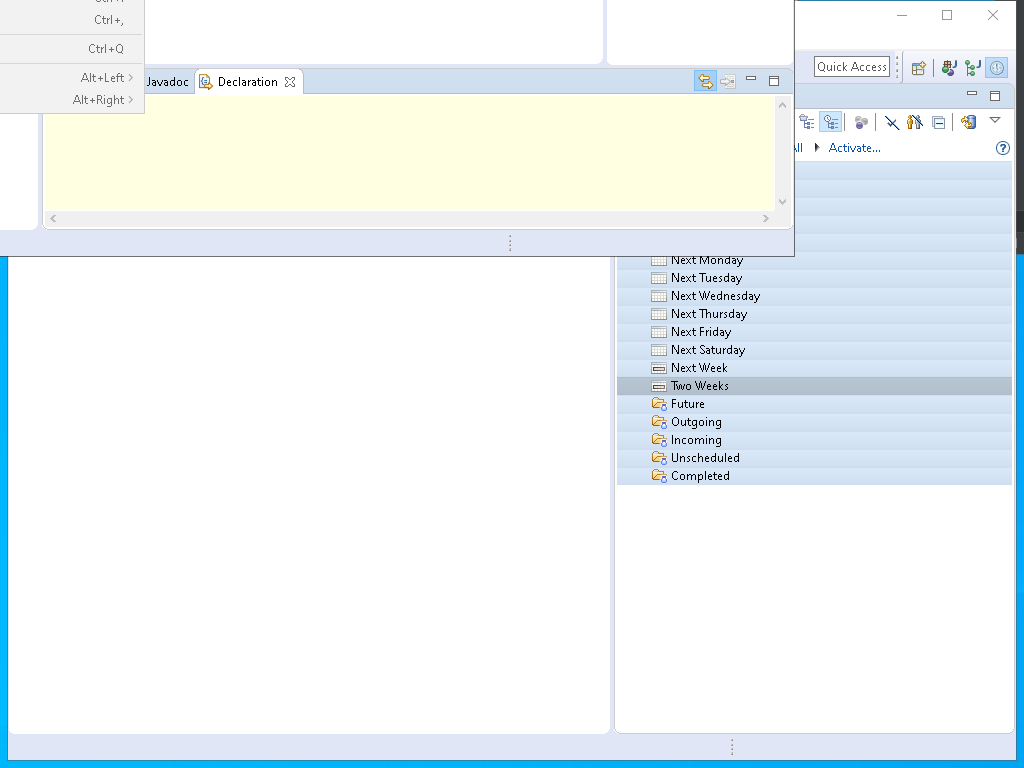 Ctrl+,
Ctrl+Q
Alt+Left
Alt+Right
Javadoc
Declaration
Quick Access
All
Activate...
Next Monday
Next Tuesday
Next Wednesday
Next Thursday
Next Friday
Next Saturday
Next Week
Two Weeks
Future
Outgoing
Incoming
Unscheduled
Completed